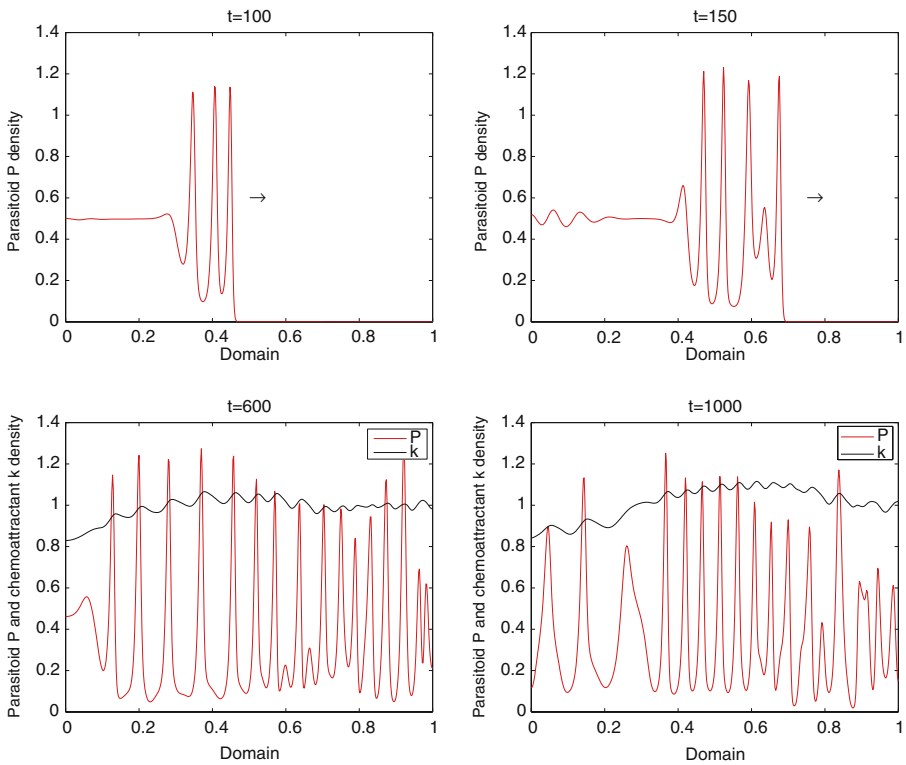 t=100
Parasitoid P density
1.4
1.2
1
0.8
0.6
0.4
0.2
0
→
0 0.2 0.4 0.6 0.8 1
Domain
t=150
Parasitoid P density
1.4
1.2
1
0.8
0.6
0.4
0.2
0
→
0 0.2 0.4 0.6 0.8 1
Domain
t=600
Parasitoid P and chemoattractant k density
1.4
1.2
1
0.8
0.6
0.4
0.2
0
P
k
0 0.2 0.4 0.6 0.8 1
Domain
t=1000
Parasitoid P and chemoattractant k density
1.4
1.2
1
0.8
0.6
0.4
0.2
0
P
k
0 0.2 0.4 0.6 0.8 1
Domain